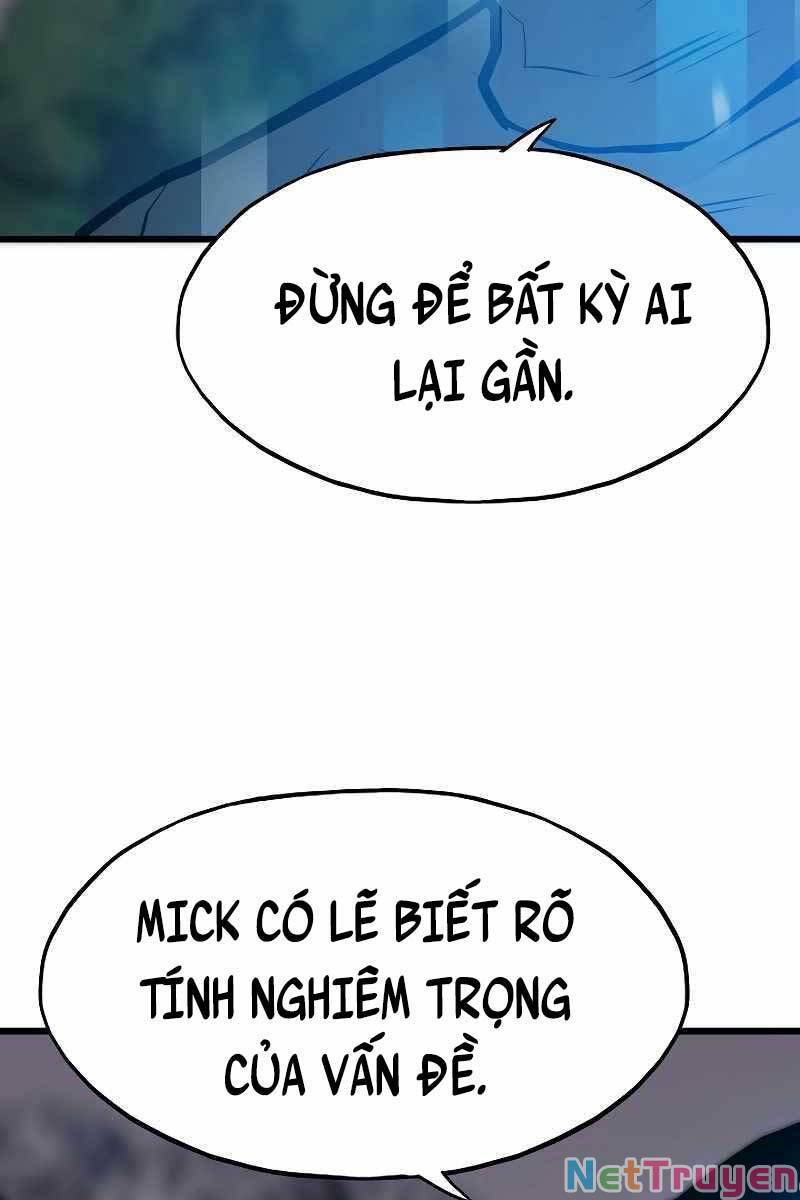 ĐỪNG ĐỂ BẤT KỲ AI
LẠI GẦN.
MICK CÓ LẼ BIẾT RÕ
TÍNH NGHIÊM TRỌNG
CỦA VẤN ĐỀ.
NetTruyen